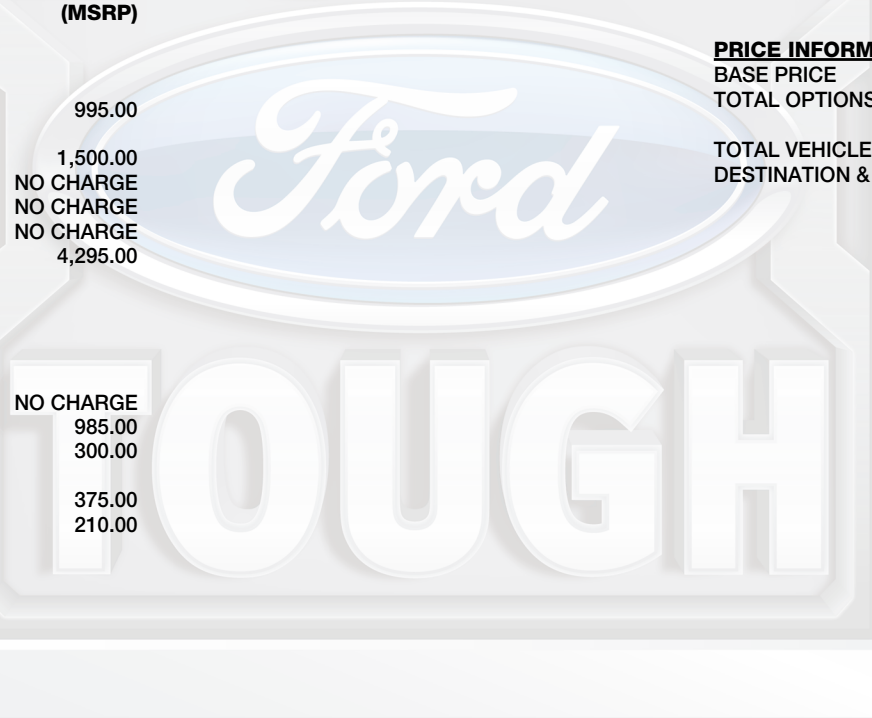 (MSRP)
995.00
1,500.00
NO CHARGE
NO CHARGE
NO CHARGE
4,295.00
NO CHARGE
985.00
300.00
375.00
210.00
PRICE INFORM
BASE PRICE
TOTAL OPTIONS
TOTAL VEHICLE
DESTINATION &
Ford
TOUGH